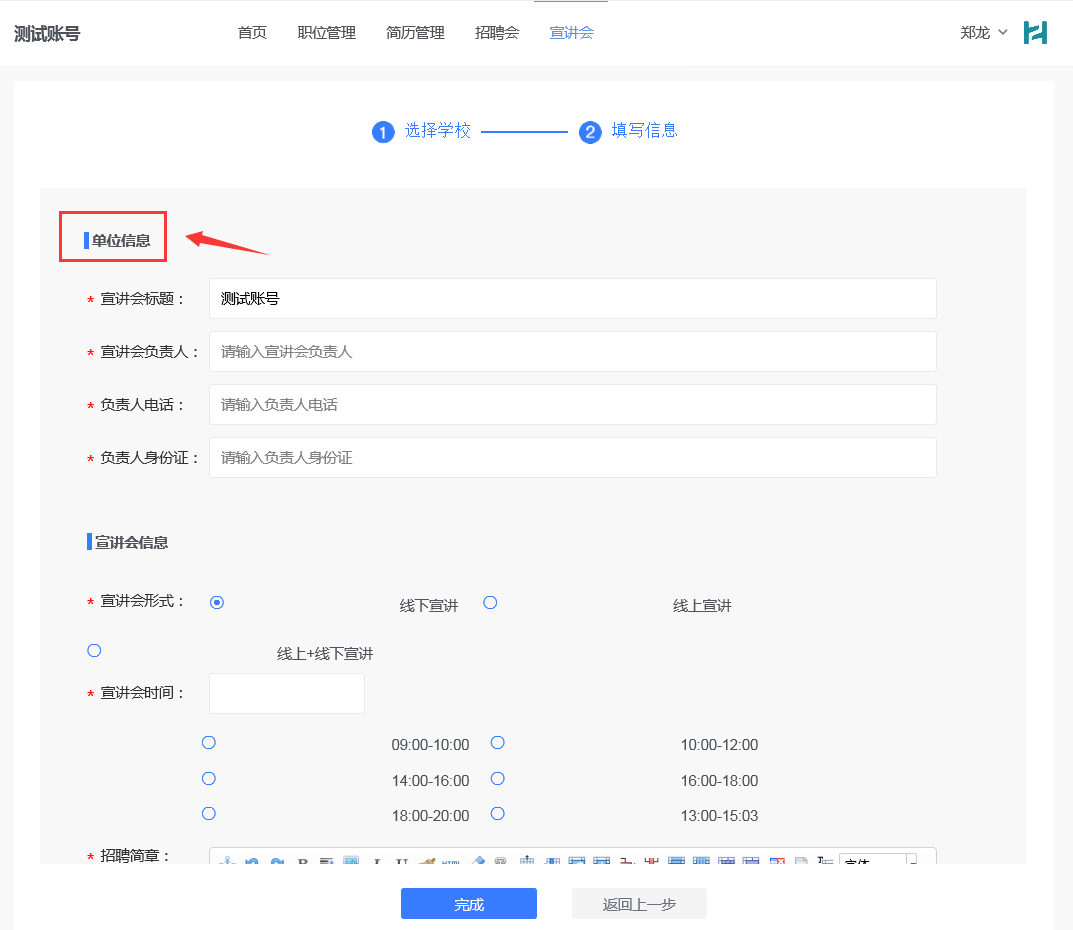 测试账号 首页 职位管理 简历管理 招聘会 宣讲会 郑龙
1 选择学校 2 填写信息
单位信息
* 宣讲会标题： 测试账号
* 宣讲会负责人： 请输入宣讲会负责人
* 负责人电话： 请输入负责人电话
* 负责人身份证： 请输入负责人身份证
宣讲会信息
* 宣讲会形式： 线下宣讲 线上宣讲
线上+线下宣讲
* 宣讲会时间：
09:00-10:00 10:00-12:00
14:00-16:00 16:00-18:00
18:00-20:00 13:00-15:03
* 招聘简章： B I U HTML 字体
完成 返回上一步